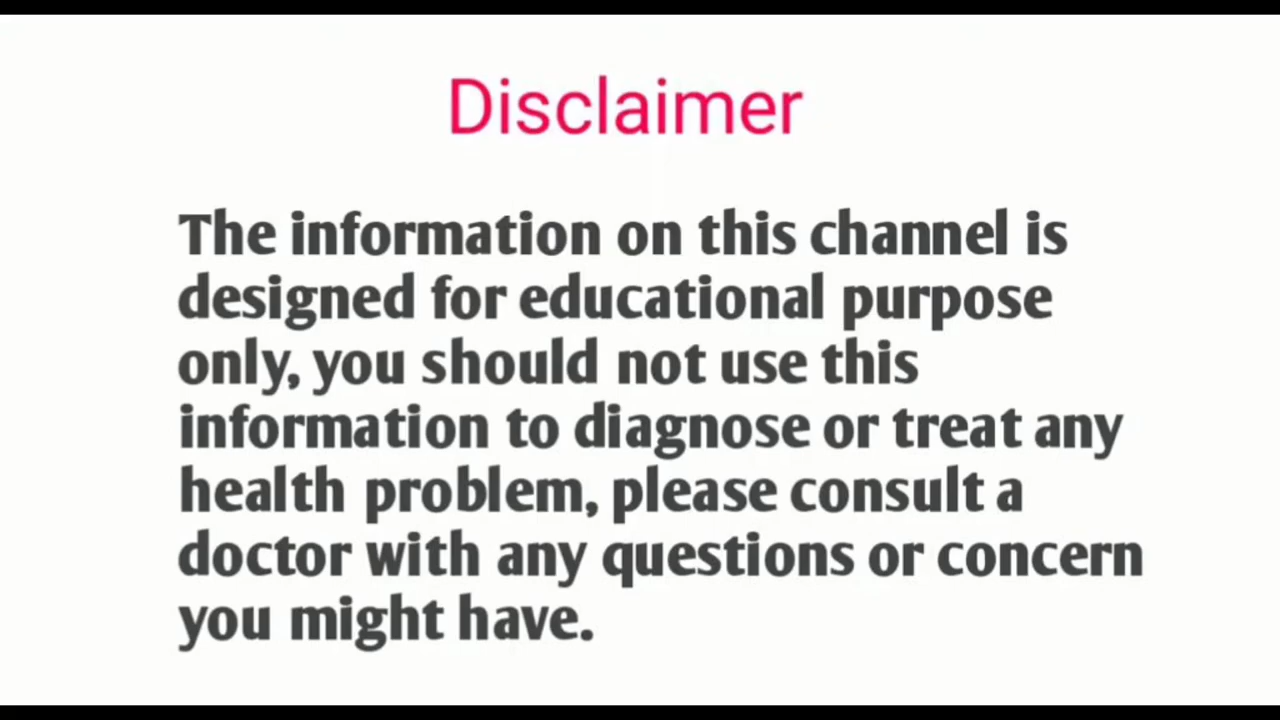 Disclaimer
The information on this channel is
designed for educational purpose
only, you should not use this
information to diagnose or treat any
health problem, please consult a
doctor with any questions or concern
you might have.